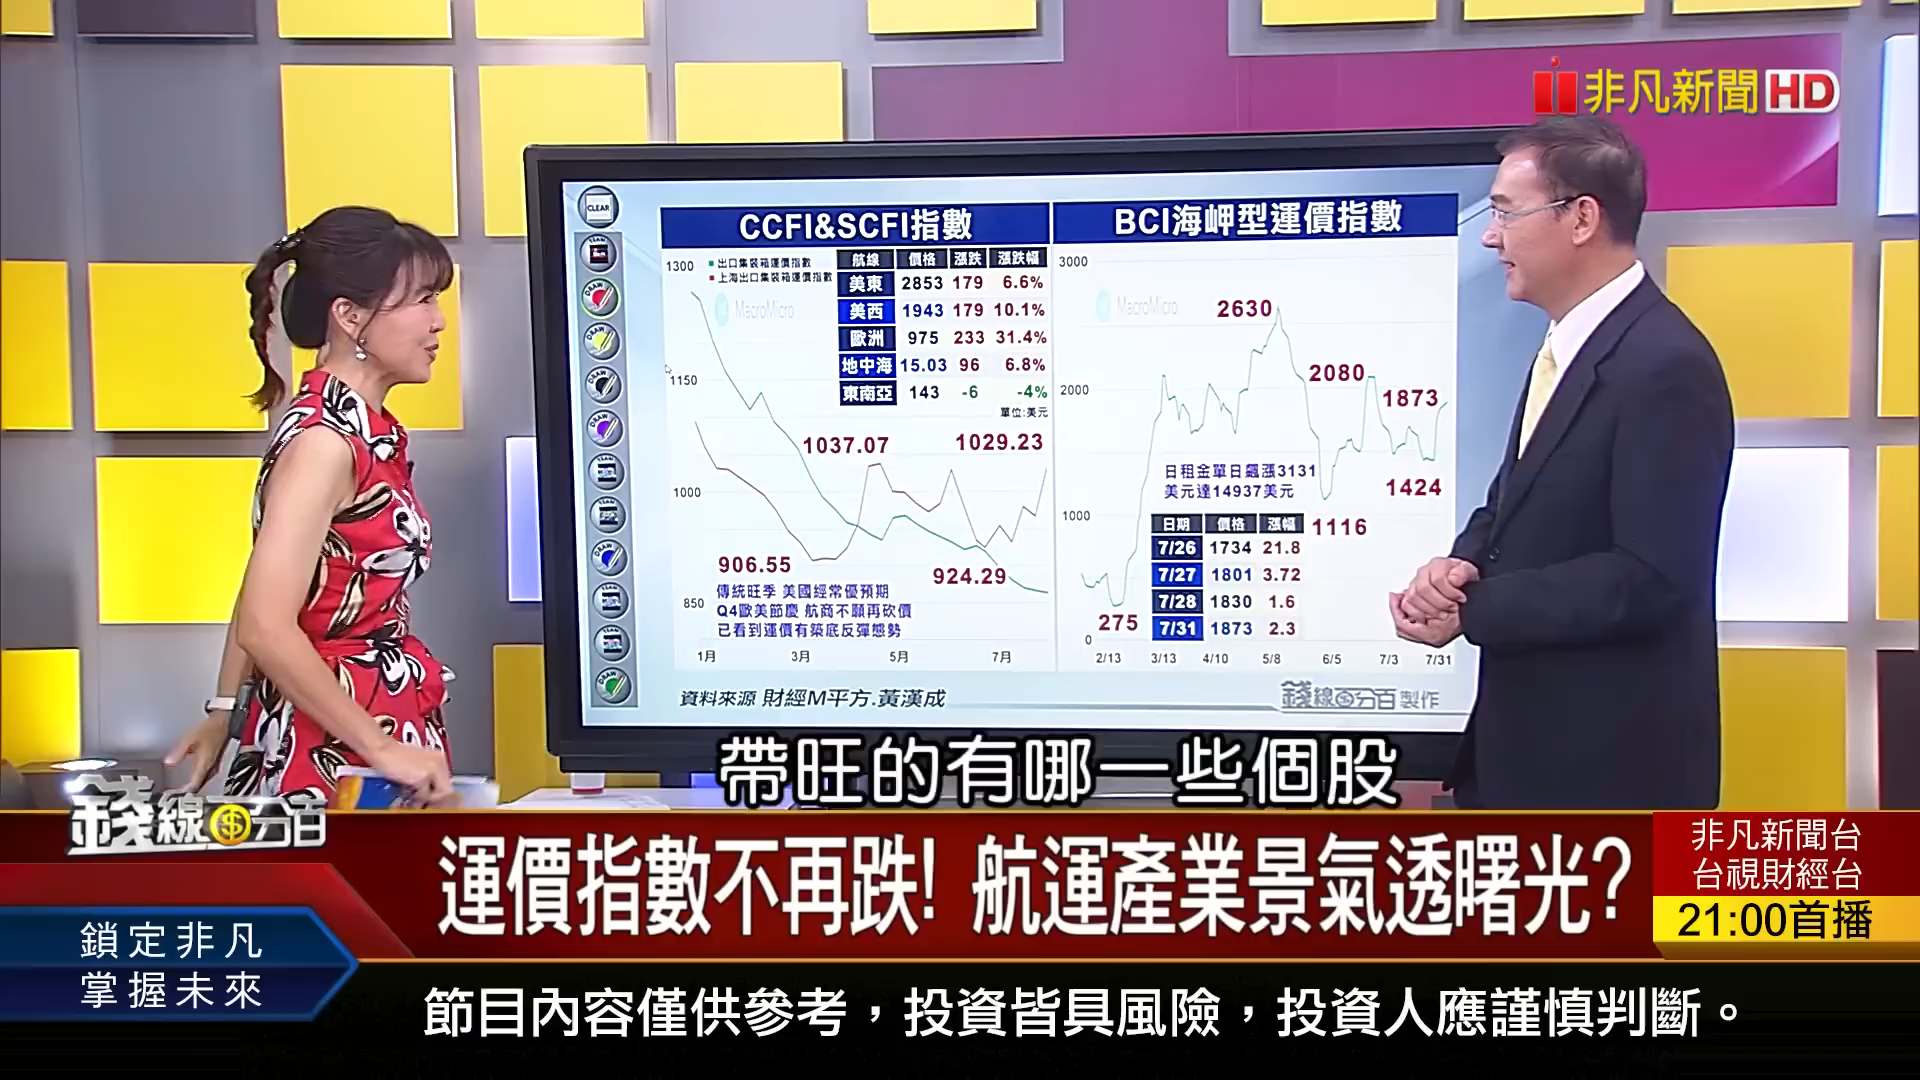 非凡新聞HD
CLEAR
CCFI&SCFI指數
1300
出口集裝箱運價指數
上海出口集裝箱運價指數
MacroMicro
航線 價格 漲跌 漲跌幅
美東 2853 179 6.6%
美西 1943 179 10.1%
歐洲 975 233 31.4%
地中海 15.03 96 6.8%
東南亞 143 -6 -4%
單位:美元
1150
1000
850
1037.07
1029.23
906.55
924.29
傳統旺季 美國經常優預期
Q4歐美節慶 航商不願再砍價
已看到運價有築底反彈態勢
1月 3月 5月 7月
BCI海岬型運價指數
3000
2000
1000
0
MacroMicro
2630
2080
1873
1424
1116
275
日租金單日飆漲3131
美元達14937美元
日期 價格 漲幅
7/26 1734 21.8
7/27 1801 3.72
7/28 1830 1.6
7/31 1873 2.3
2/13 3/13 4/10 5/8 6/5 7/3 7/31
資料來源 財經M平方.黃漢成
錢線百分百 製作
帶旺的有哪一些個股
錢線百分百
運價指數不再跌! 航運產業景氣透曙光?
非凡新聞台
台視財經台
21:00首播
鎖定非凡
掌握未來
節目內容僅供參考，投資皆具風險，投資人應謹慎判斷。